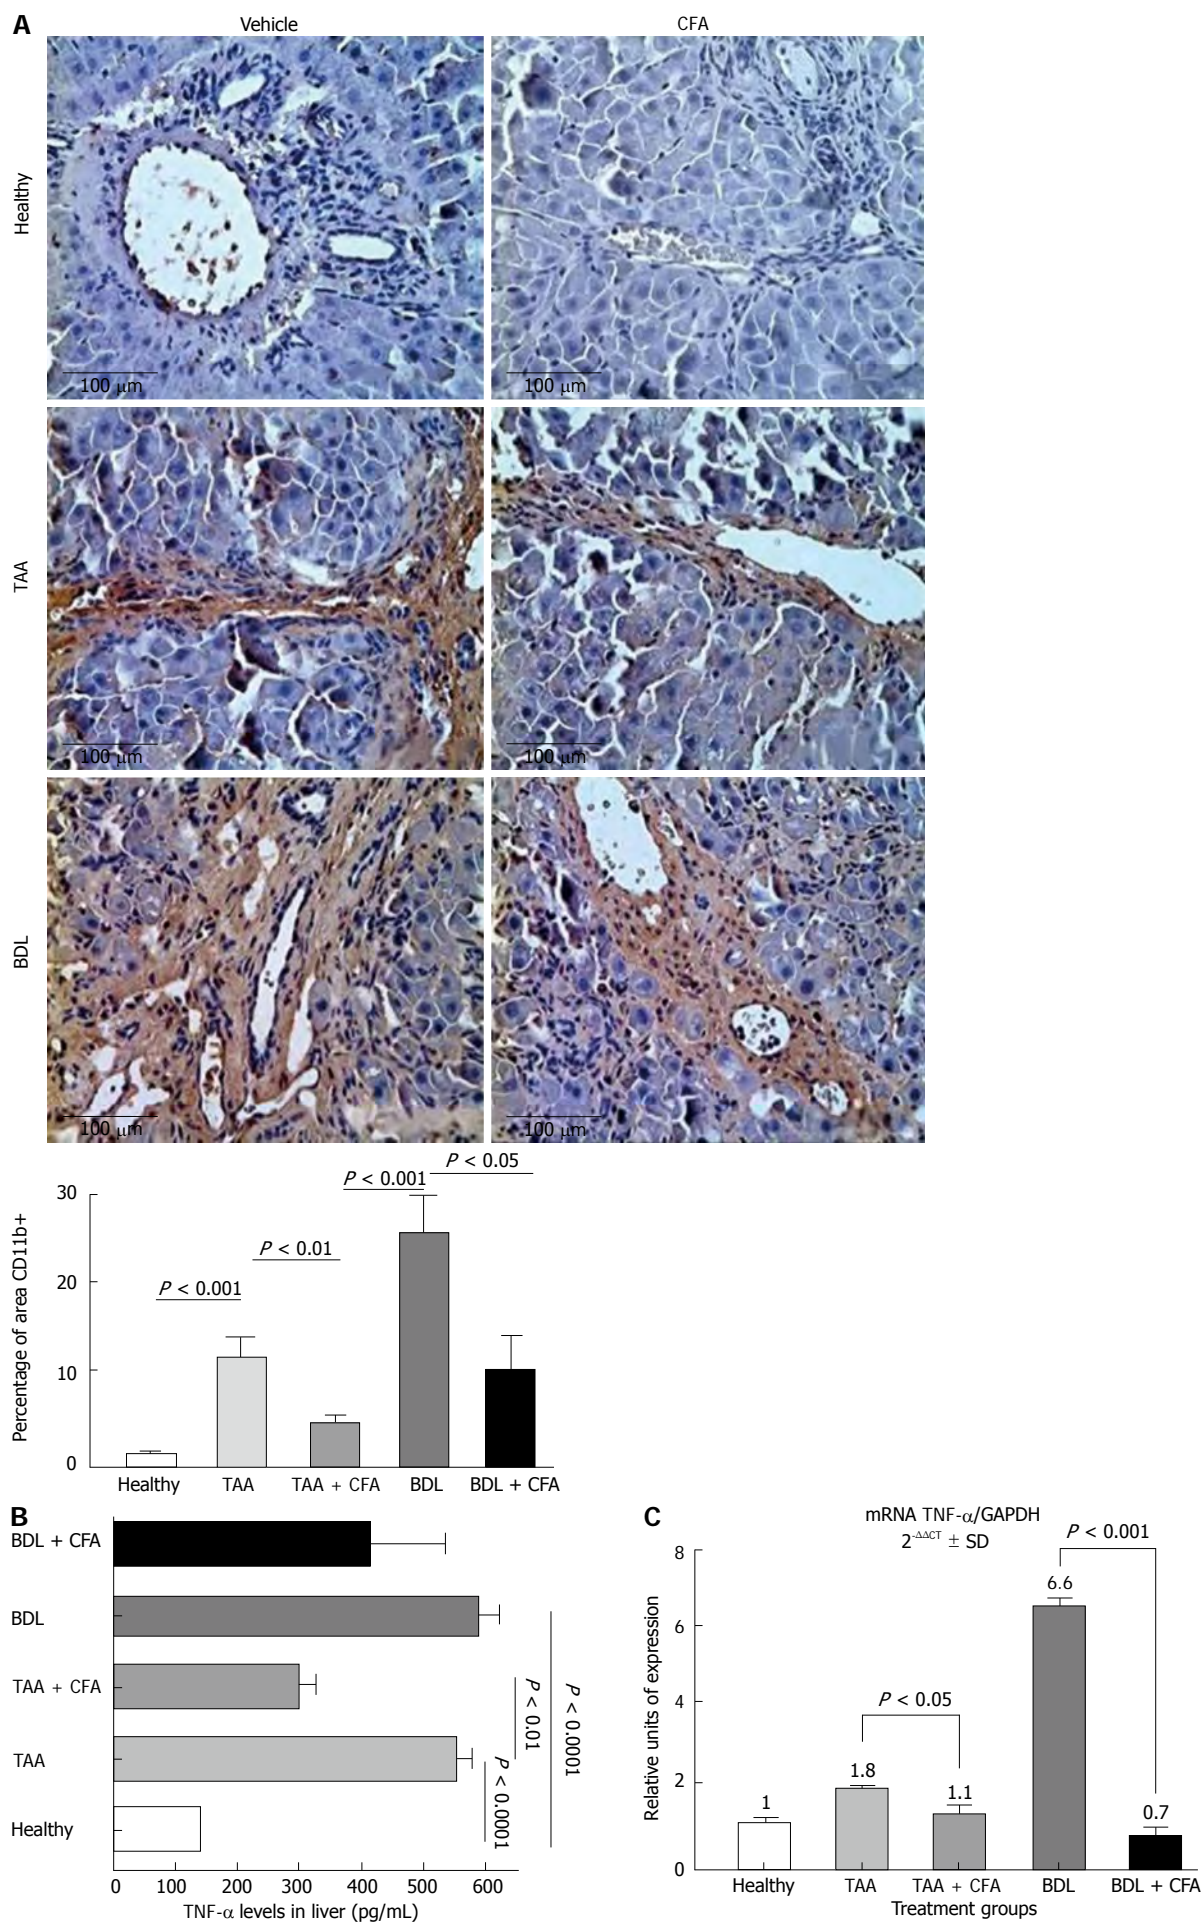 A
Vehicle
CFA
Healthy
100 μm
100 μm
TAA
100 μm
100 μm
BDL
100 μm
100 μm
Percentage of area CD11b+
30
20
10
0
P < 0.001
P < 0.01
P < 0.001
P < 0.05
Healthy
TAA
TAA + CFA
BDL
BDL + CFA
B
BDL + CFA
BDL
TAA + CFA
TAA
Healthy
P < 0.0001
P < 0.01
P < 0.0001
0
100
200
300
400
500
600
TNF-α levels in liver (pg/mL)
C
mRNA TNF-α/GAPDH
2^-ΔΔCT ± SD
Relative units of expression
8
6
4
2
0
1
1.8
1.1
6.6
0.7
P < 0.05
P < 0.001
Healthy
TAA
TAA + CFA
BDL
BDL + CFA
Treatment groups